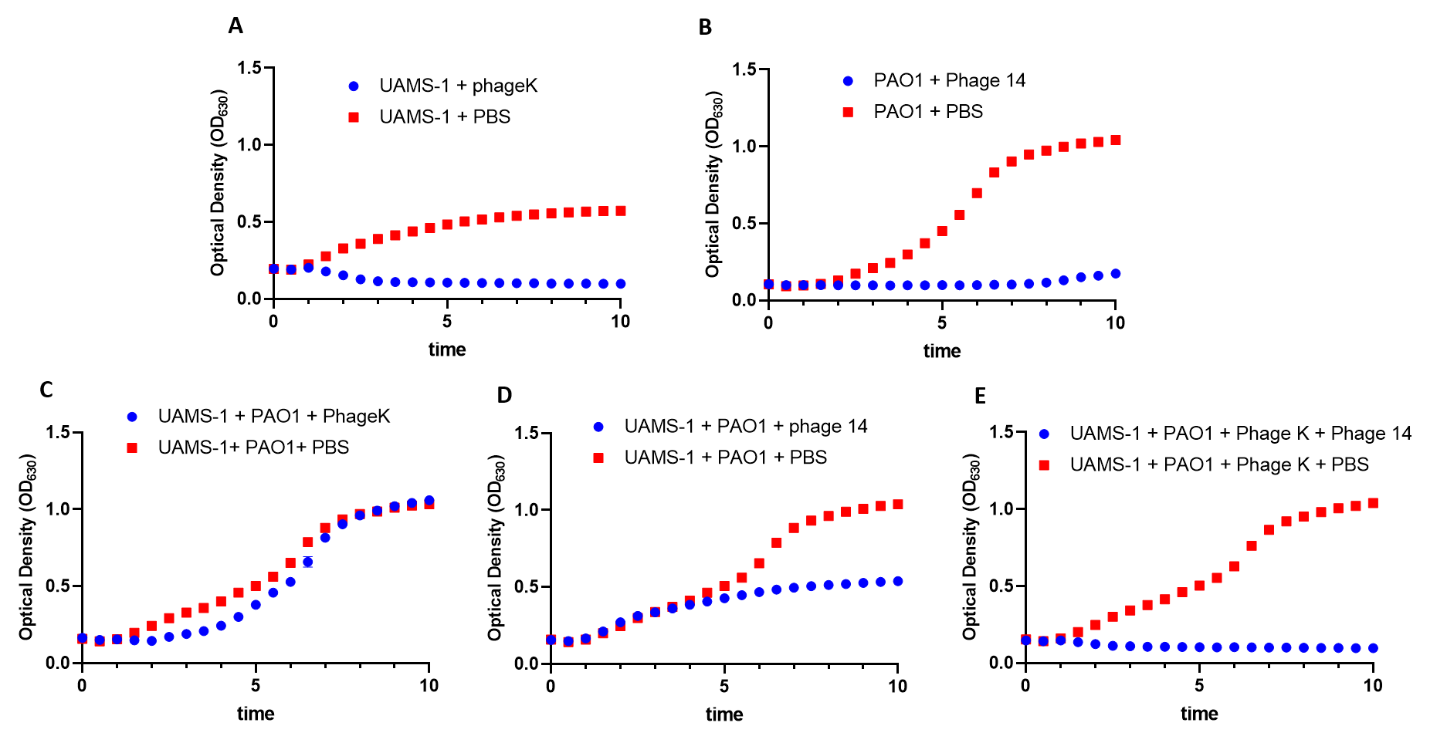 A
UAMS-1 + phageK
UAMS-1 + PBS
Optical Density (OD630)
1.5
1.0
0.5
0.0
0
5
10
time
B
PAO1 + Phage 14
PAO1 + PBS
Optical Density (OD630)
1.5
1.0
0.5
0.0
0
5
10
time
C
UAMS-1 + PAO1 + PhageK
UAMS-1+ PAO1+ PBS
Optical Density (OD630)
1.5
1.0
0.5
0.0
0
5
10
time
D
UAMS-1 + PAO1 + phage 14
UAMS-1 + PAO1 + PBS
Optical Density (OD630)
1.5
1.0
0.5
0.0
0
5
10
time
E
UAMS-1 + PAO1 + Phage K + Phage 14
UAMS-1 + PAO1 + Phage K + PBS
Optical Density (OD630)
1.5
1.0
0.5
0.0
0
5
10
time